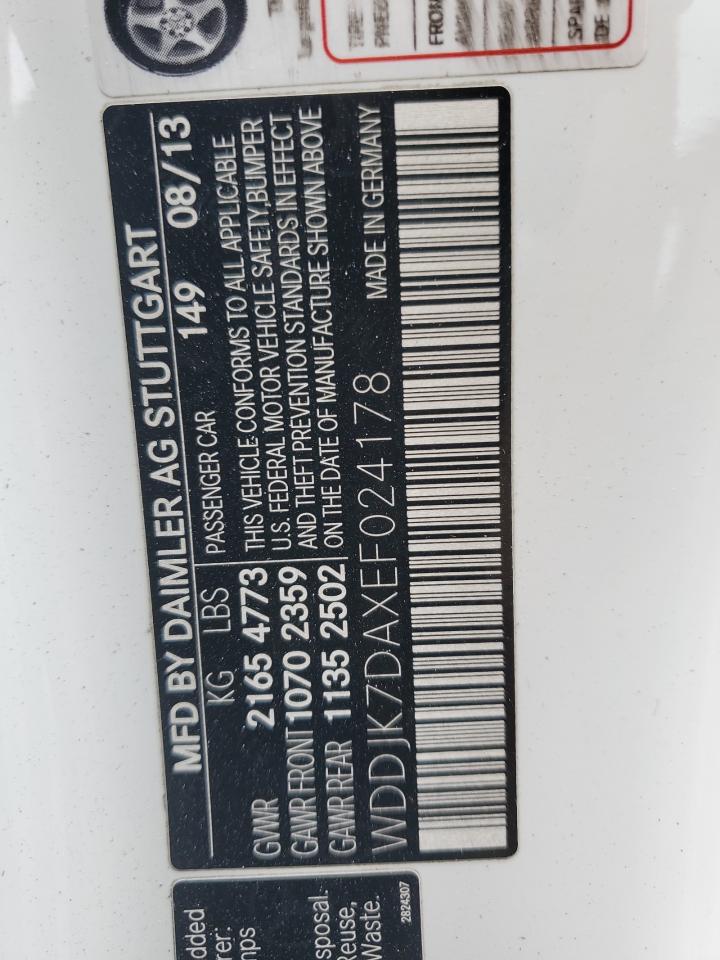 MFD BY DAIMLER AG STUTTGART
KG LBS 149 08/13
PASSENGER CAR
GVWR 2165 4773
GAWR FRONT 1070 2359
GAWR REAR 1135 2502
THIS VEHICLE CONFORMS TO ALL APPLICABLE
U.S. FEDERAL MOTOR VEHICLE SAFETY,BUMPER
AND THEFT PREVENTION STANDARDS IN EFFECT
ON THE DATE OF MANUFACTURE SHOWN ABOVE
WDDJK7DAXEF024178 MADE IN GERMANY
dded
rer:
mps
sposal.
Reuse,
Waste.
2824307
FRON
SPAR